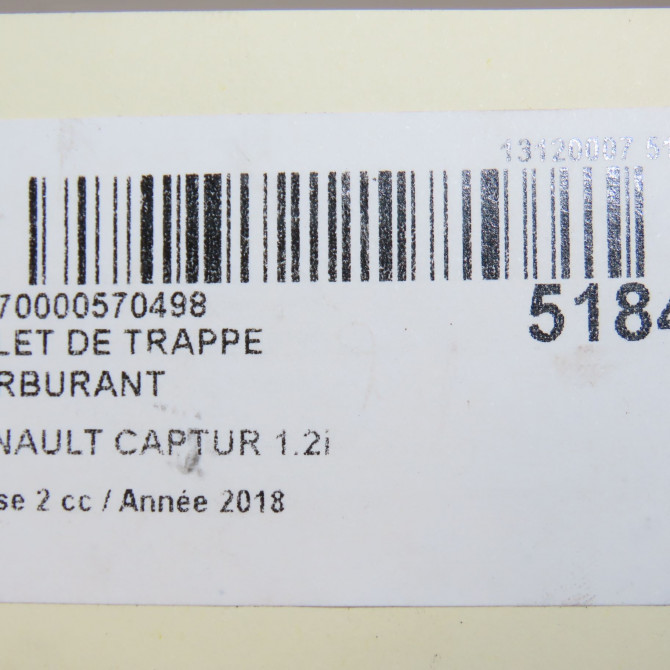 13120007 51
70000570498
5184
LET DE TRAPPE
RBURANT
NAULT CAPTUR 1.2i
se 2 cc / Année 2018